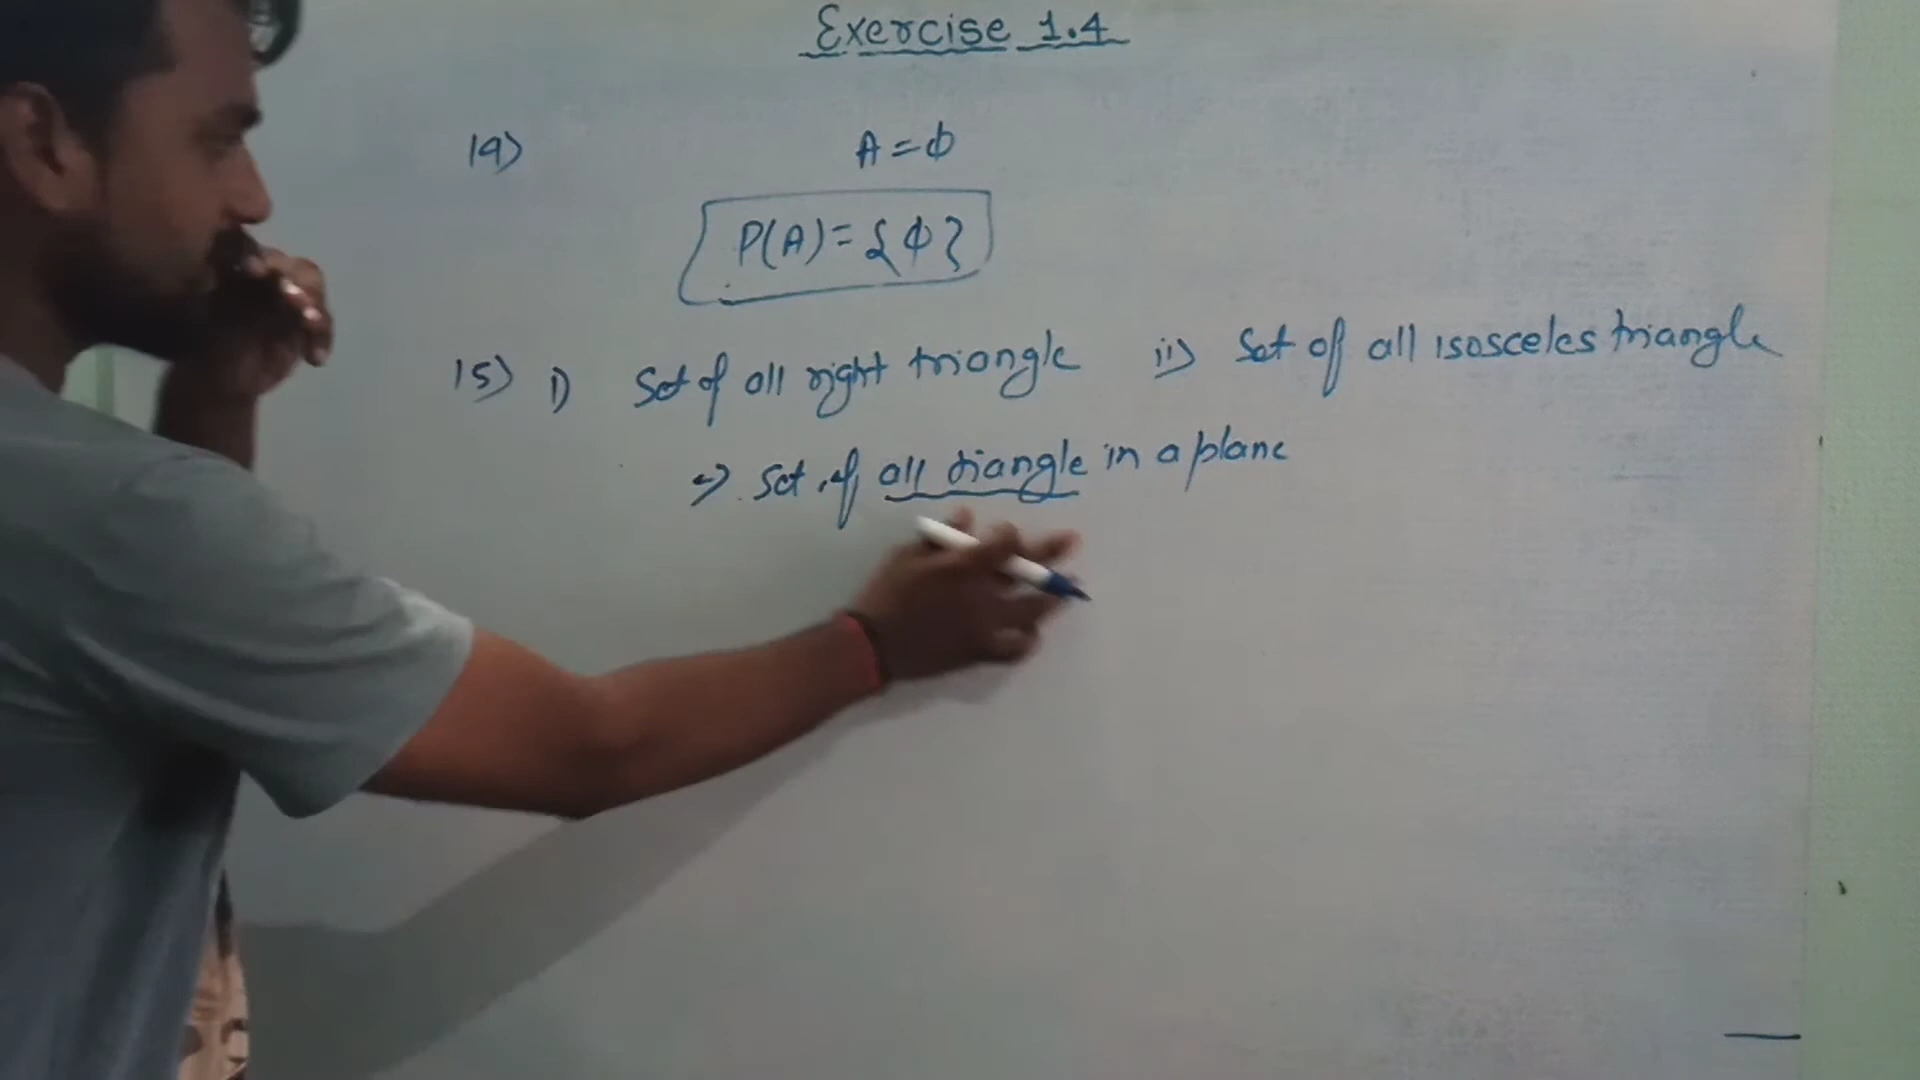 Exercise 1.4
14) A = ϕ
P(A) = {ϕ}
15) i) Set of all right triangle ii) Set of all isosceles triangle
=> Set of all triangle in a plane